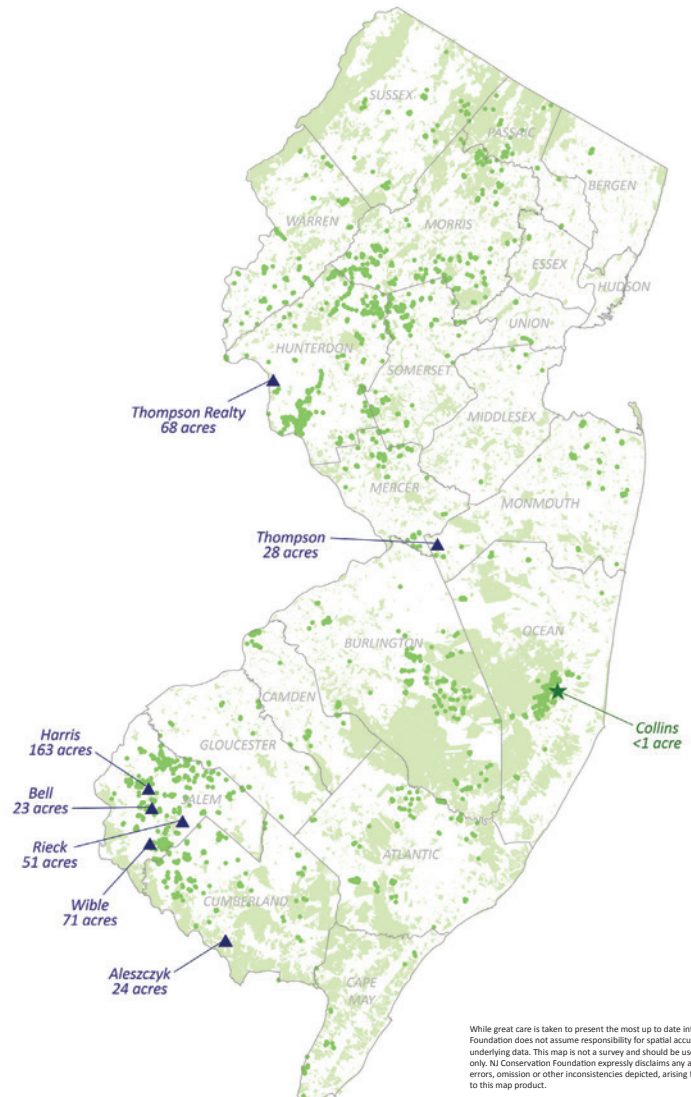 SUSSEX
PASSAIC
BERGEN
WARREN
MORRIS
ESSEX
HUDSON
UNION
HUNTERDON
SOMERSET
Thompson Realty
68 acres
MIDDLESEX
MERCER
MONMOUTH
Thompson
28 acres
OCEAN
BURLINGTON
CAMDEN
Collins
<1 acre
GLOUCESTER
Harris
163 acres
Bell
23 acres
SALEM
Rieck
51 acres
ATLANTIC
Wible
71 acres
CUMBERLAND
Aleszczyk
24 acres
CAPE
MAY
While great care is taken to present the most up to date in
Foundation does not assume responsibility for spatial accu
underlying data. This map is not a survey and should be us
only. NJ Conservation Foundation expressly disclaims any a
errors, omission or other inconsistencies depicted, arising
to this map product.